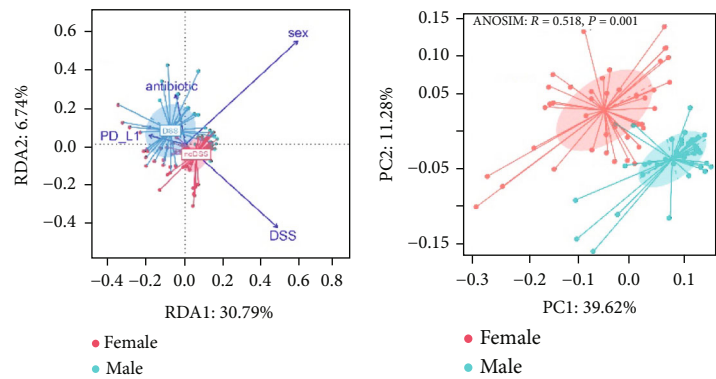 0.6
0.4
0.2
0.0
−0.2
−0.4
RDA2: 6.74%
sex
antibiotic
PD_L1
DSS
noDSS
DSS
−0.4 −0.2 0.0 0.2 0.4 0.6 0.8
RDA1: 30.79%
Female
Male
ANOSIM: R = 0.518, P = 0.001
0.15
0.10
0.05
−0.05
−0.15
PC2: 11.28%
−0.3 −0.2 −0.1 0.0 0.1
PC1: 39.62%
Female
Male